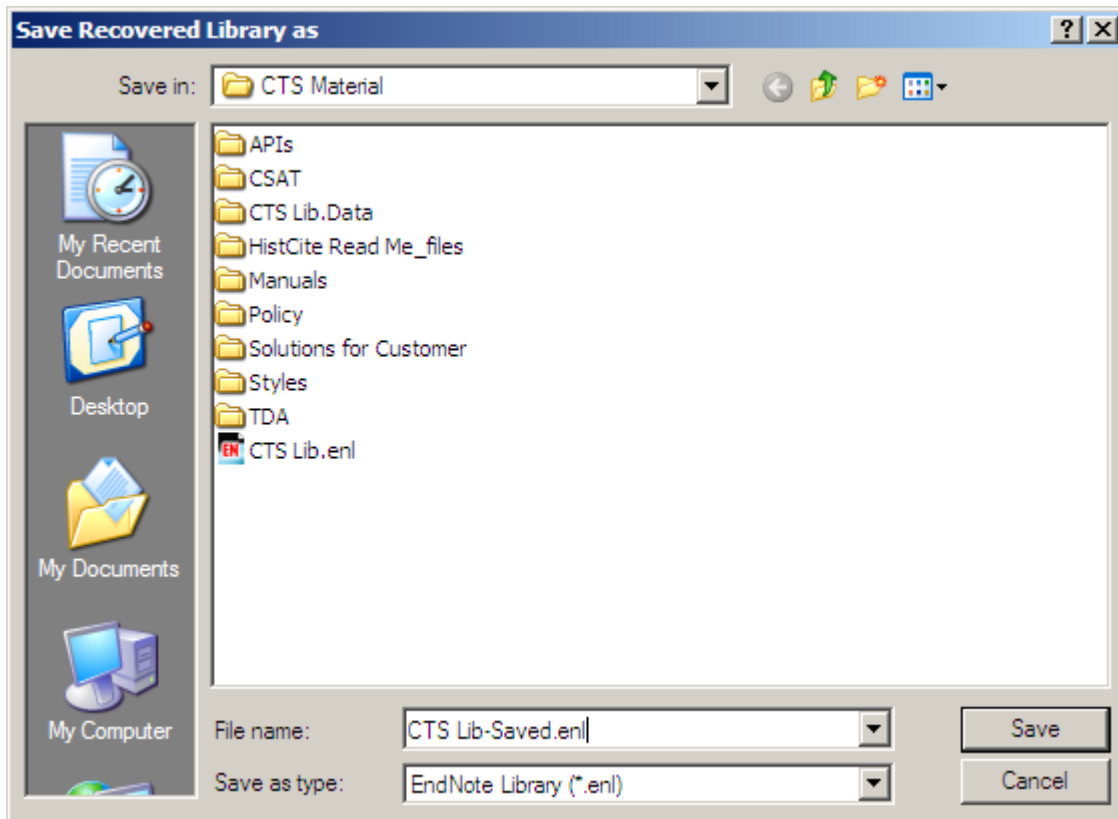 Save Recovered Library as
Save in: CTS Material
My Recent Documents
Desktop
My Documents
My Computer
APIs
CSAT
CTS Lib.Data
HistCite Read Me_files
Manuals
Policy
Solutions for Customer
Styles
TDA
EN CTS Lib.enl
File name: CTS Lib-Saved.enl Save
Save as type: EndNote Library (*.enl) Cancel